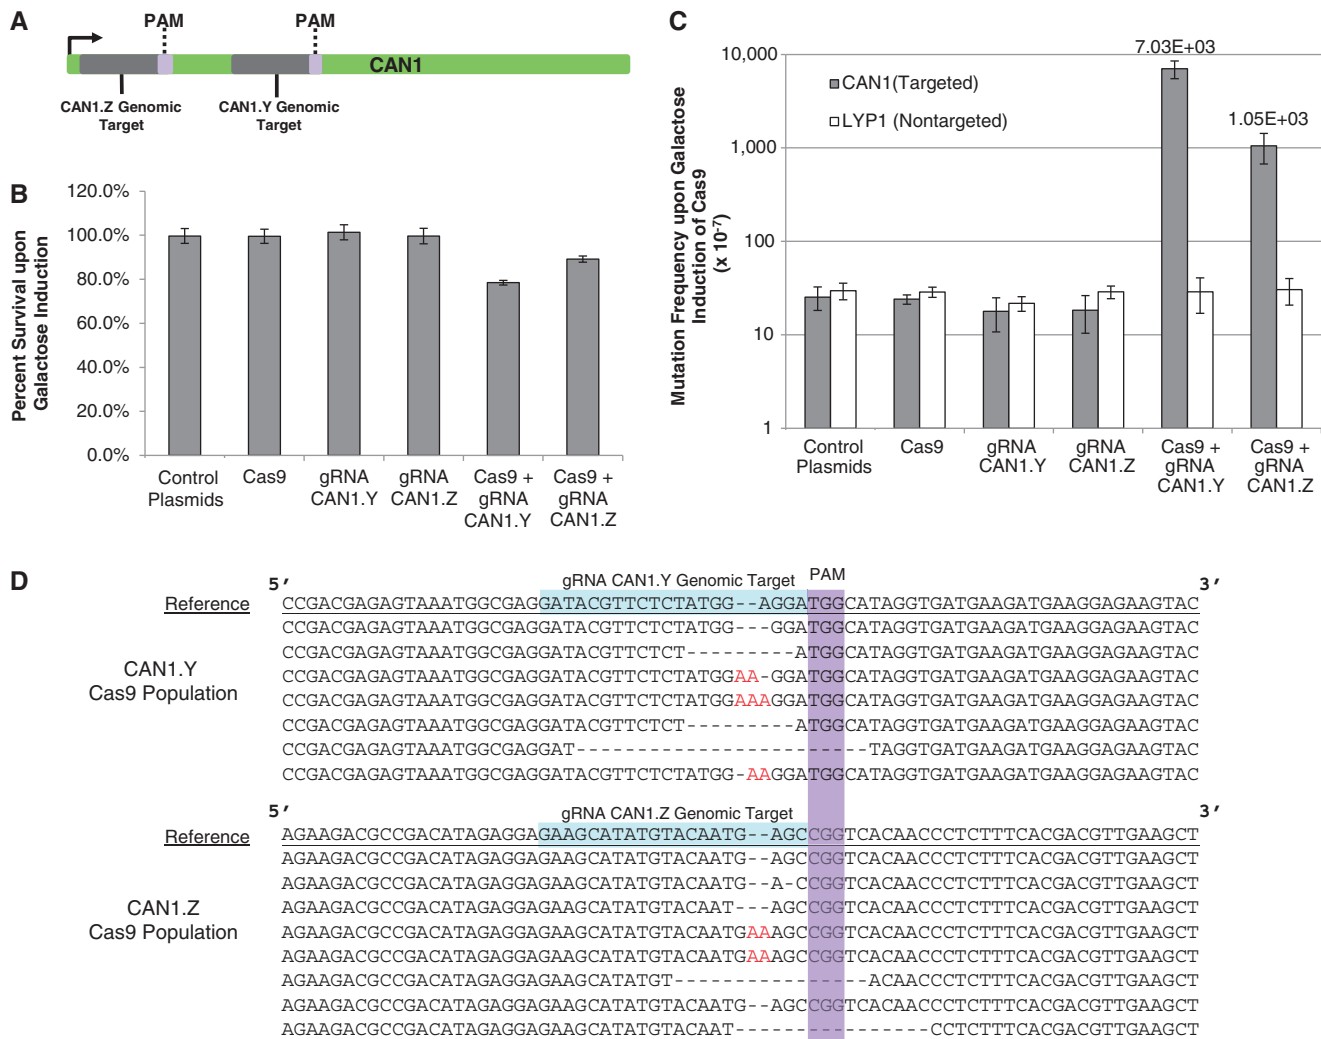 A
PAM
PAM
CAN1
CAN1.Z Genomic
Target
CAN1.Y Genomic
Target
B
Percent Survival upon
Galactose Induction
120.0%
100.0%
80.0%
60.0%
40.0%
20.0%
0.0%
Control
Plasmids
Cas9
gRNA
CAN1.Y
gRNA
CAN1.Z
Cas9 +
gRNA
CAN1.Y
Cas9 +
gRNA
CAN1.Z
C
Mutation Frequency upon Galactose
Induction of Cas9
(x 10-7)
10,000
1,000
100
10
1
CAN1(Targeted)
LYP1 (Nontargeted)
7.03E+03
1.05E+03
Control
Plasmids
Cas9
gRNA
CAN1.Y
gRNA
CAN1.Z
Cas9 +
gRNA
CAN1.Y
Cas9 +
gRNA
CAN1.Z
D
5′ gRNA CAN1.Y Genomic Target PAM 3′
Reference CCGACGAGAGTAAATGGCGAGGATACGTTCTCTATGG--AGGATGGCATAGGTGATGAAGATGAAGGAGAAGTAC
CCGACGAGAGTAAATGGCGAGGATACGTTCTCTATGG---GGATGGCATAGGTGATGAAGATGAAGGAGAAGTAC
CCGACGAGAGTAAATGGCGAGGATACGTTCTCT---------ATGGCATAGGTGATGAAGATGAAGGAGAAGTAC
CAN1.Y
Cas9 Population
CCGACGAGAGTAAATGGCGAGGATACGTTCTCTATGGAA-GGATGGCATAGGTGATGAAGATGAAGGAGAAGTAC
CCGACGAGAGTAAATGGCGAGGATACGTTCTCTATGGAAAGGATGGCATAGGTGATGAAGATGAAGGAGAAGTAC
CCGACGAGAGTAAATGGCGAGGATACGTTCTCT---------ATGGCATAGGTGATGAAGATGAAGGAGAAGTAC
CCGACGAGAGTAAATGGCGAGGAT------------------------TAGGTGATGAAGATGAAGGAGAAGTAC
CCGACGAGAGTAAATGGCGAGGATACGTTCTCTATGG-AAGGATGGCATAGGTGATGAAGATGAAGGAGAAGTAC
5′ gRNA CAN1.Z Genomic Target 3′
Reference AGAAGACGCCGACATAGAGGAGAAGCATATGTACAATG--AGCCGGTCACAACCCTCTTTCACGACGTTGAAGCT
AGAAGACGCCGACATAGAGGAGAAGCATATGTACAATG--AGCCGGTCACAACCCTCTTTCACGACGTTGAAGCT
AGAAGACGCCGACATAGAGGAGAAGCATATGTACAATG--A-CCGGTCACAACCCTCTTTCACGACGTTGAAGCT
CAN1.Z
Cas9 Population
AGAAGACGCCGACATAGAGGAGAAGCATATGTACAAT---AGCCGGTCACAACCCTCTTTCACGACGTTGAAGCT
AGAAGACGCCGACATAGAGGAGAAGCATATGTACAATGAAAGCCGGTCACAACCCTCTTTCACGACGTTGAAGCT
AGAAGACGCCGACATAGAGGAGAAGCATATGTACAATGAAAGCCGGTCACAACCCTCTTTCACGACGTTGAAGCT
AGAAGACGCCGACATAGAGGAGAAGCATATGT----------------ACAACCCTCTTTCACGACGTTGAAGCT
AGAAGACGCCGACATAGAGGAGAAGCATATGTACAATG--AGCCGGTCACAACCCTCTTTCACGACGTTGAAGCT
AGAAGACGCCGACATAGAGGAGAAGCATATGTACAAT----------------CCTCTTTCACGACGTTGAAGCT